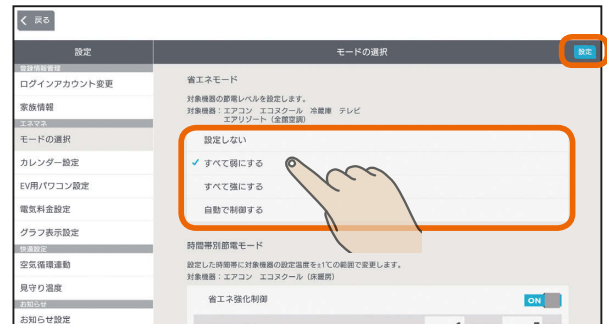 戻る
設定
モードの選択
設定
登録情報管理
ログインアカウント変更
家族情報
エネマネ
モードの選択
カレンダー設定
EV用パワコン設定
電気料金設定
グラフ表示設定
快適設定
空気循環連動
見守り温度
お知らせ
お知らせ設定
省エネモード
対象機器の節電レベルを設定します。
対象機器：エアコン　エコヌクール　冷蔵庫　テレビ
エアリゾート（全館空調）
設定しない
すべて弱にする
すべて強にする
自動で制御する
時間帯別節電モード
設定した時間帯に対象機器の設定温度を±1℃の範囲で変更します。
対象機器：エアコン　エコヌクール（床暖房）
省エネ強化制御
ON